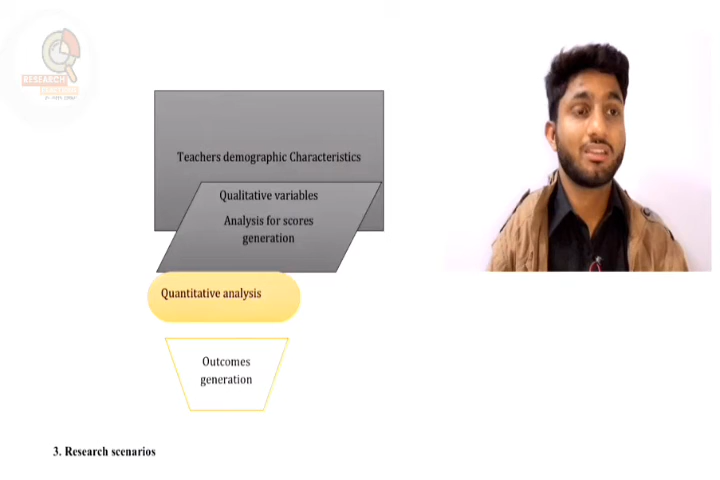 RESEARCH
Teachers demographic Characteristics
Qualitative variables
Analysis for scores
generation
Quantitative analysis
Outcomes
generation
3. Research scenarios